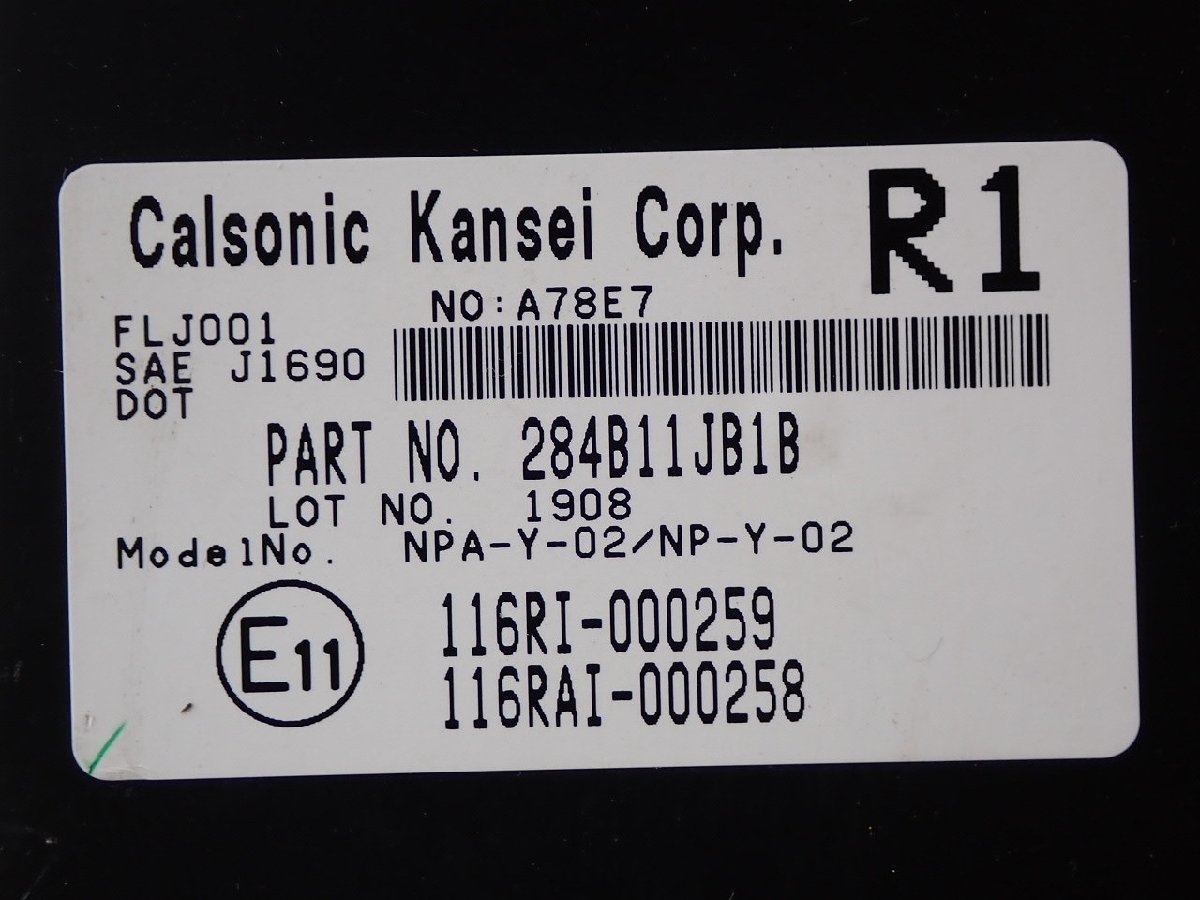 Calsonic Kansei Corp. R1
NO:A78E7
FLJ001
SAE J1690
DOT
PART NO. 284B11JB1B
LOT NO. 1908
ModelNo. NPA-Y-02/NP-Y-02
E11
116RI-000259
116RAI-000258